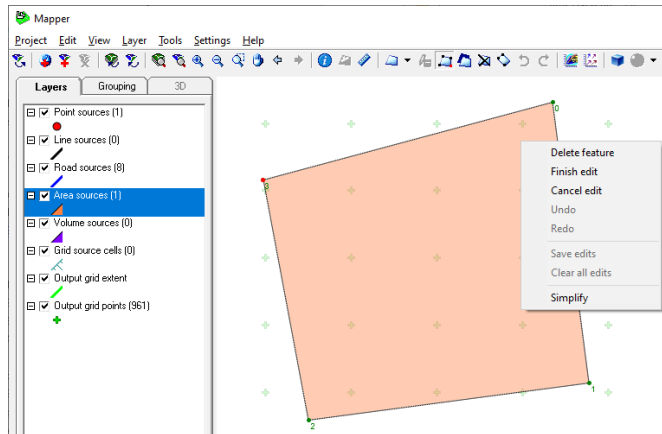 Mapper
Project Edit View Layer Tools Settings Help
Layers Grouping 3D
Point sources (1)
Line sources (0)
Road sources (8)
Area sources (1)
Volume sources (0)
Grid source cells (0)
Output grid extent
Output grid points (961)
0
3
1
2
Delete feature
Finish edit
Cancel edit
Undo
Redo
Save edits
Clear all edits
Simplify